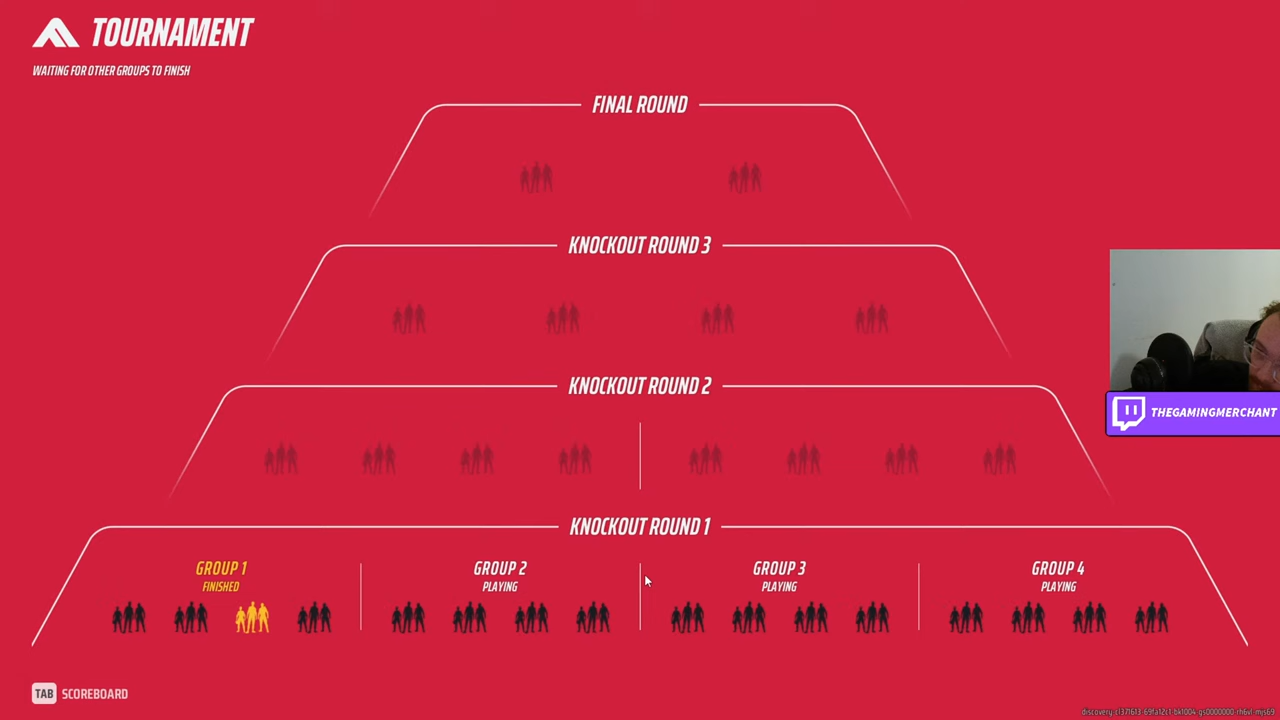 TOURNAMENT
WAITING FOR OTHER GROUPS TO FINISH
FINAL ROUND
KNOCKOUT ROUND 3
KNOCKOUT ROUND 2
THEGAMINGMERCHANT
KNOCKOUT ROUND 1
GROUP 1
FINISHED
GROUP 2
PLAYING
GROUP 3
PLAYING
GROUP 4
PLAYING
TAB SCOREBOARD